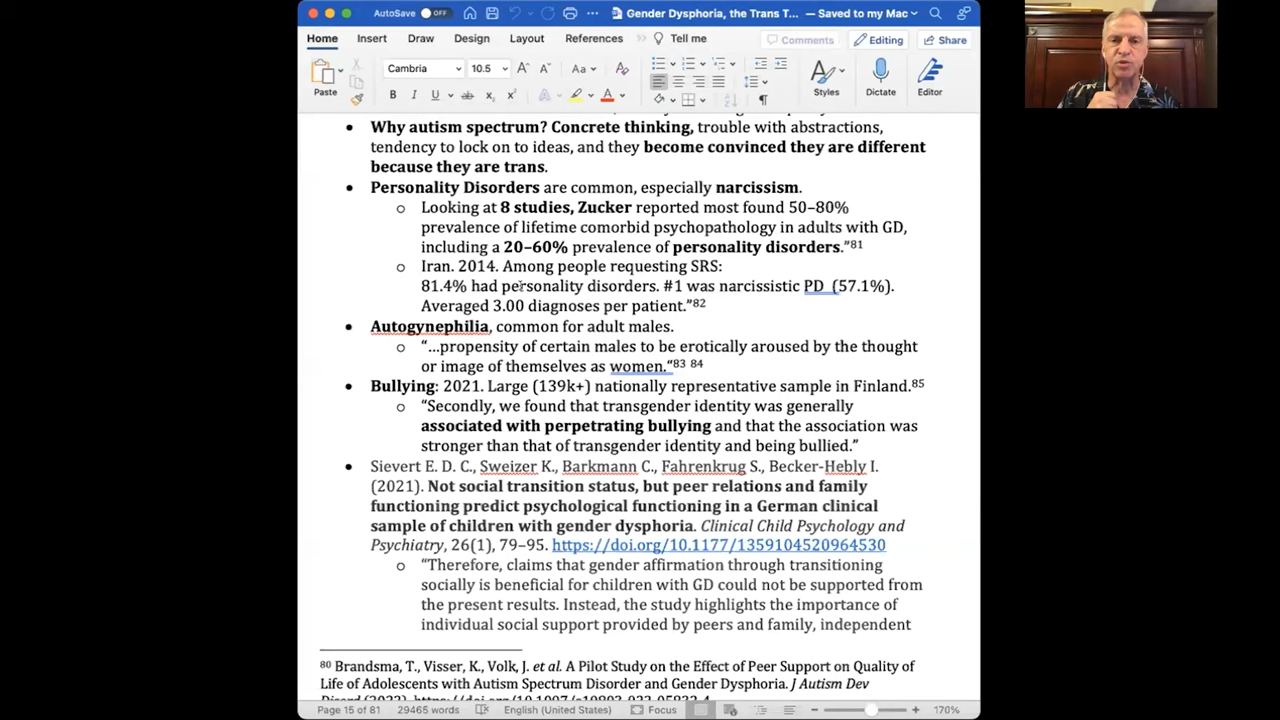 AutoSave OFF Gender Dysphoria, the Trans T... — Saved to my Mac
Home Insert Draw Design Layout References Tell me Comments Editing Share
Paste Cambria 10.5 Styles Dictate Editor
• Why autism spectrum? Concrete thinking, trouble with abstractions,
tendency to lock on to ideas, and they become convinced they are different
because they are trans.
• Personality Disorders are common, especially narcissism.
o Looking at 8 studies, Zucker reported most found 50–80%
prevalence of lifetime comorbid psychopathology in adults with GD,
including a 20–60% prevalence of personality disorders.”81
o Iran. 2014. Among people requesting SRS:
81.4% had personality disorders. #1 was narcissistic PD (57.1%).
Averaged 3.00 diagnoses per patient.”82
• Autogynephilia, common for adult males.
o “…propensity of certain males to be erotically aroused by the thought
or image of themselves as women.“83 84
• Bullying: 2021. Large (139k+) nationally representative sample in Finland.85
o “Secondly, we found that transgender identity was generally
associated with perpetrating bullying and that the association was
stronger than that of transgender identity and being bullied.”
• Sievert E. D. C., Sweizer K., Barkmann C., Fahrenkrug S., Becker-Hebly I.
(2021). Not social transition status, but peer relations and family
functioning predict psychological functioning in a German clinical
sample of children with gender dysphoria. Clinical Child Psychology and
Psychiatry, 26(1), 79–95. https://doi.org/10.1177/1359104520964530
o “Therefore, claims that gender affirmation through transitioning
socially is beneficial for children with GD could not be supported from
the present results. Instead, the study highlights the importance of
individual social support provided by peers and family, independent
80 Brandsma, T., Visser, K., Volk, J. et al. A Pilot Study on the Effect of Peer Support on Quality of
Life of Adolescents with Autism Spectrum Disorder and Gender Dysphoria. J Autism Dev
Page 15 of 81 29465 words English (United States) Focus 170%